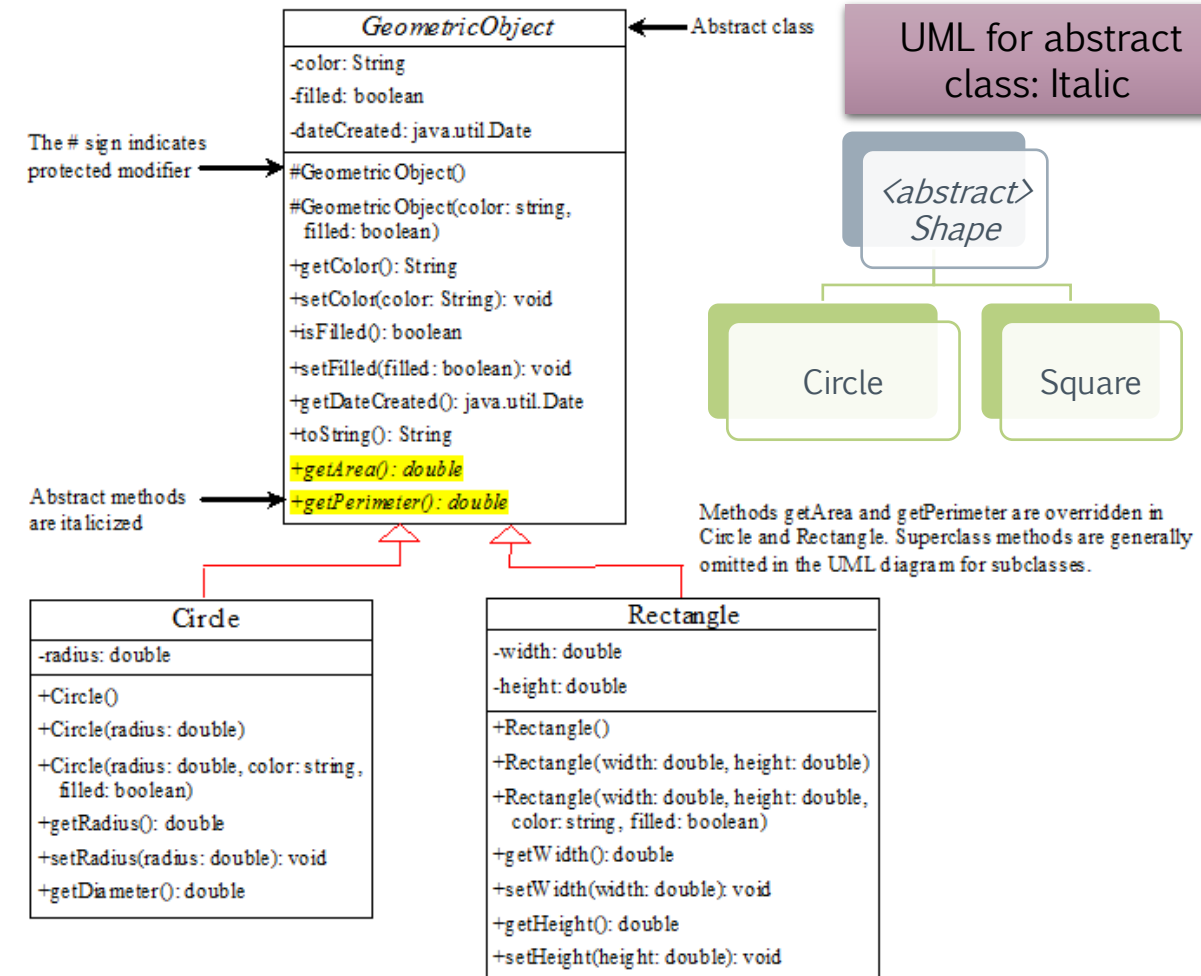 GeometricObject
-color: String
-filled: boolean
-dateCreated: java.util.Date
#GeometricObject()
#GeometricObject(color: string,
filled: boolean)
+getColor(): String
+setColor(color: String): void
+isFilled(): boolean
+setFilled(filled: boolean): void
+getDateCreated(): java.util.Date
+toString(): String
+getArea(): double
+getPerimeter(): double
Abstract class
The # sign indicates
protected modifier
Abstract methods
are italicized
UML for abstract
class: Italic
<abstract>
Shape
Circle
Square
Methods getArea and getPerimeter are overridden in
Circle and Rectangle. Superclass methods are generally
omitted in the UML diagram for subclasses.
Circle
-radius: double
+Circle()
+Circle(radius: double)
+Circle(radius: double, color: string,
filled: boolean)
+getRadius(): double
+setRadius(radius: double): void
+getDiameter(): double
Rectangle
-width: double
-height: double
+Rectangle()
+Rectangle(width: double, height: double)
+Rectangle(width: double, height: double,
color: string, filled: boolean)
+getWidth(): double
+setWidth(width: double): void
+getHeight(): double
+setHeight(height: double): void